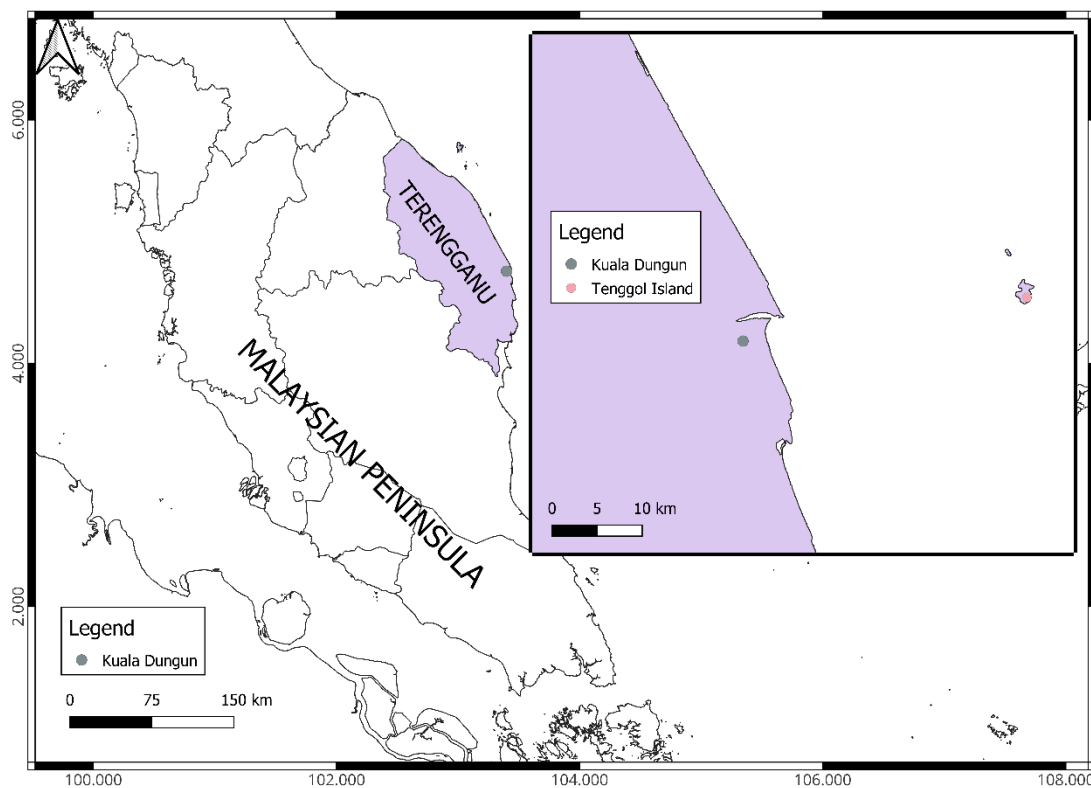 6.000
4.000
2.000
TERENGGANU
MALAYSIAN PENINSULA
Legend
Kuala Dungun
Tenggol Island
0 5 10 km
Legend
Kuala Dungun
0 75 150 km
100.000 102.000 104.000 106.000 108.000